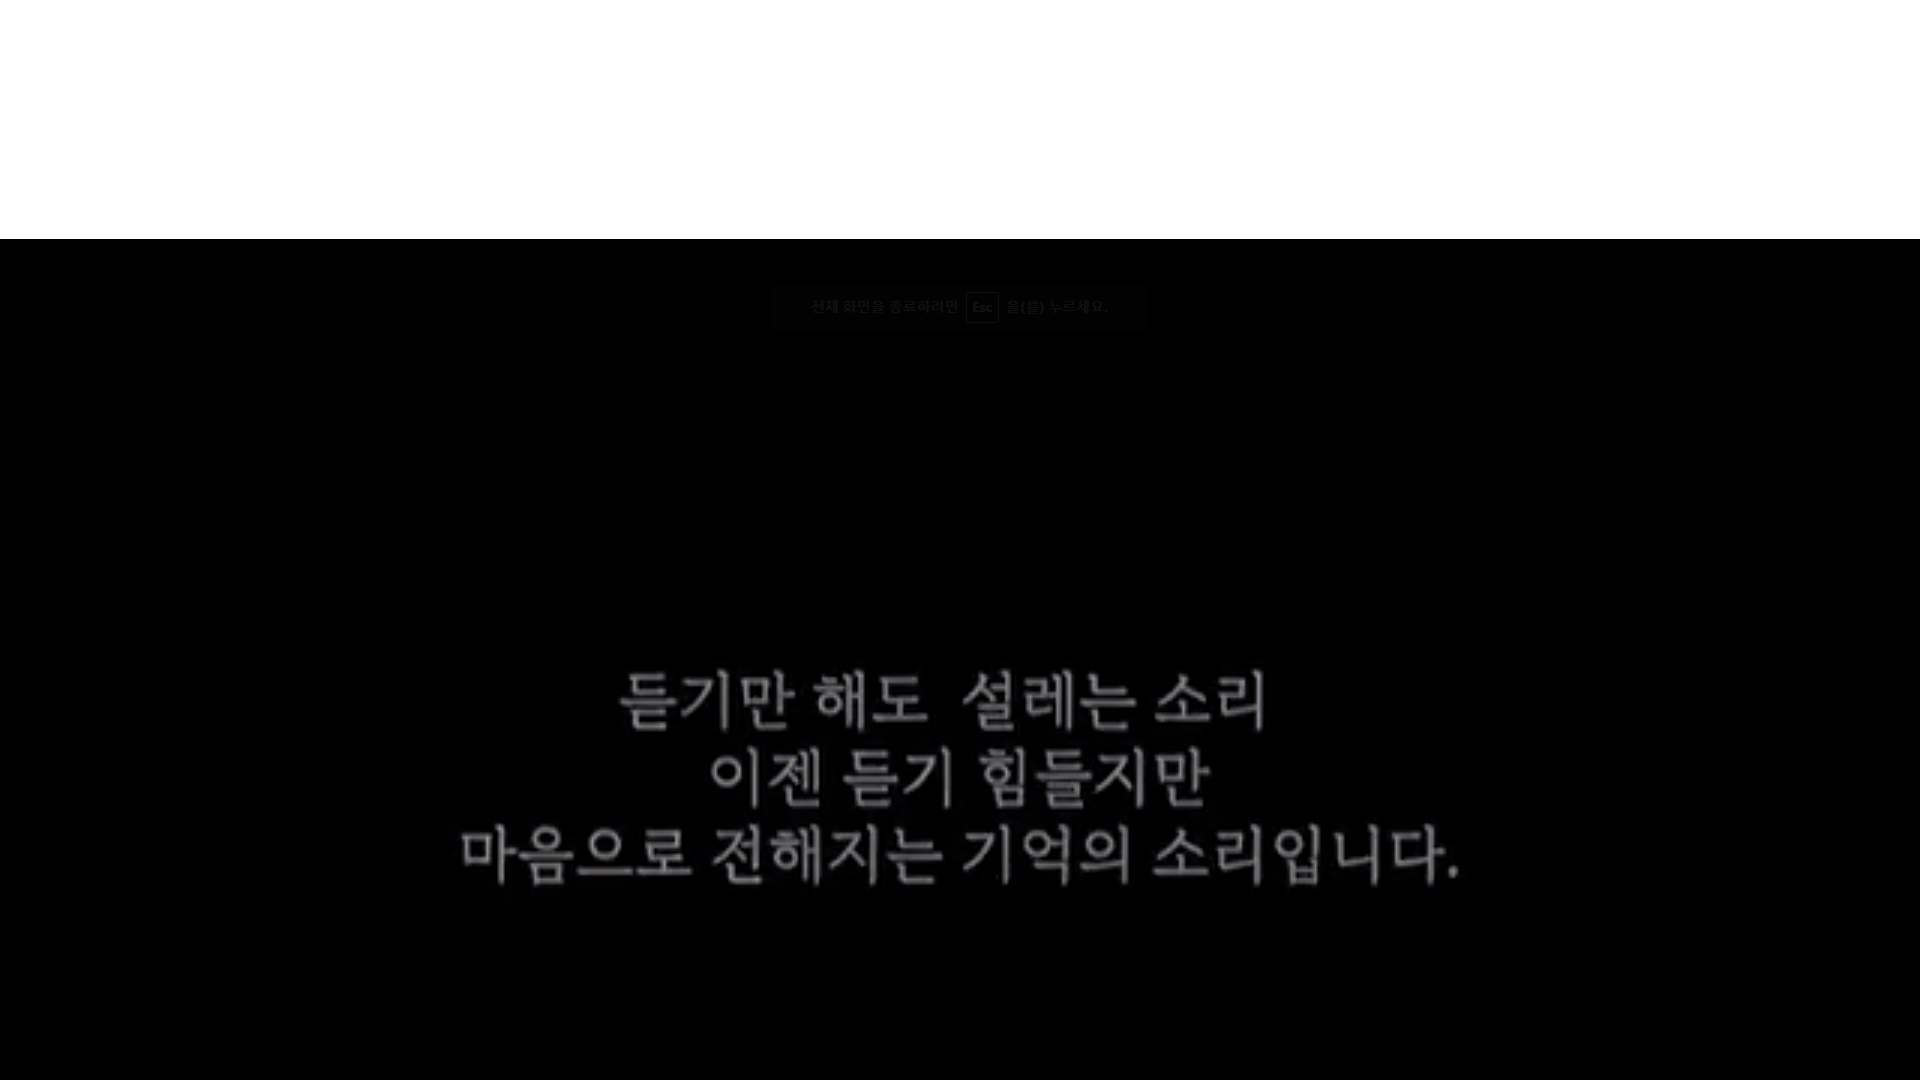 전체 화면을 종료하려면 Esc 을(를) 누르세요.
듣기만 해도 설레는 소리
이젠 듣기 힘들지만
마음으로 전해지는 기억의 소리입니다.